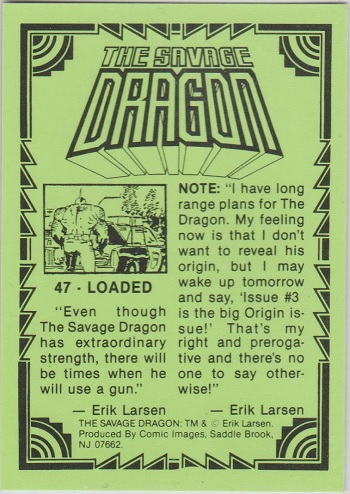 THE SAVAGE
DRAGON
47 - LOADED
"Even though
The Savage Dragon
has extraordinary
strength, there will
be times when he
will use a gun."
— Erik Larsen
NOTE: "I have long
range plans for The
Dragon. My feeling
now is that I don't
want to reveal his
origin, but I may
wake up tomorrow
and say, 'Issue #3
is the big Origin is-
sue!' That's my
right and preroga-
tive and there's no
one to say other-
wise!"
— Erik Larsen
THE SAVAGE DRAGON: TM & © Erik Larsen.
Produced By Comic Images, Saddle Brook,
NJ 07662.